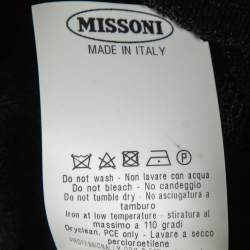 MISSONI
MADE IN ITALY
Do not wash - Non lavare con acqua
Do not bleach - No candeggio
Do not tumble dry - No asciugatura a
tamburo
Iron at low temperature - stiratura al
massimo a 110 gradi
Dryclean, PCE only - Lavare a secco
percloroetilene
PROFESSIONALLY